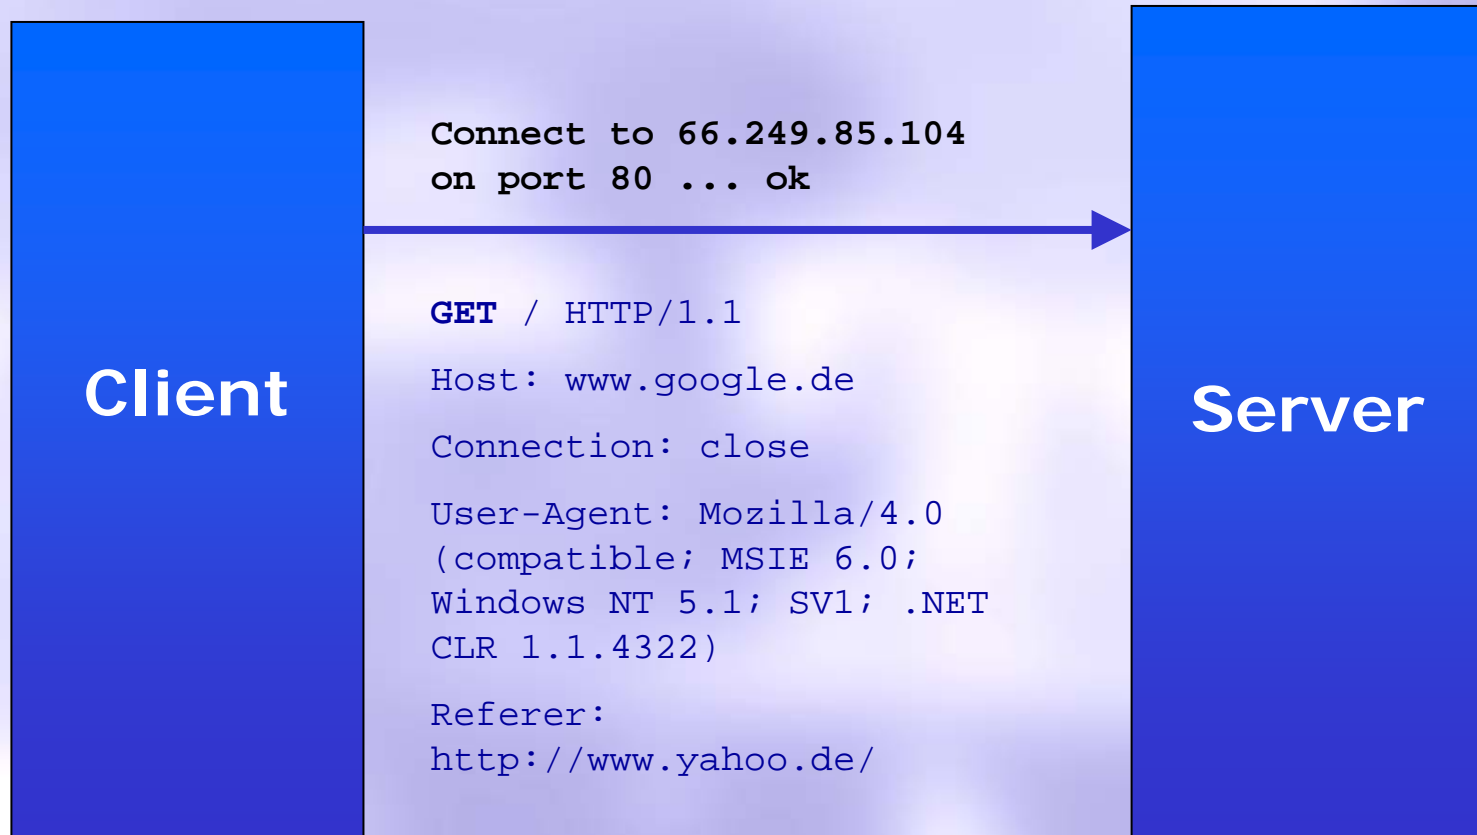 Client
Connect to 66.249.85.104
on port 80 ... ok
GET / HTTP/1.1
Host: www.google.de
Connection: close
User-Agent: Mozilla/4.0
(compatible; MSIE 6.0;
Windows NT 5.1; SV1; .NET
CLR 1.1.4322)
Referer:
http://www.yahoo.de/
Server